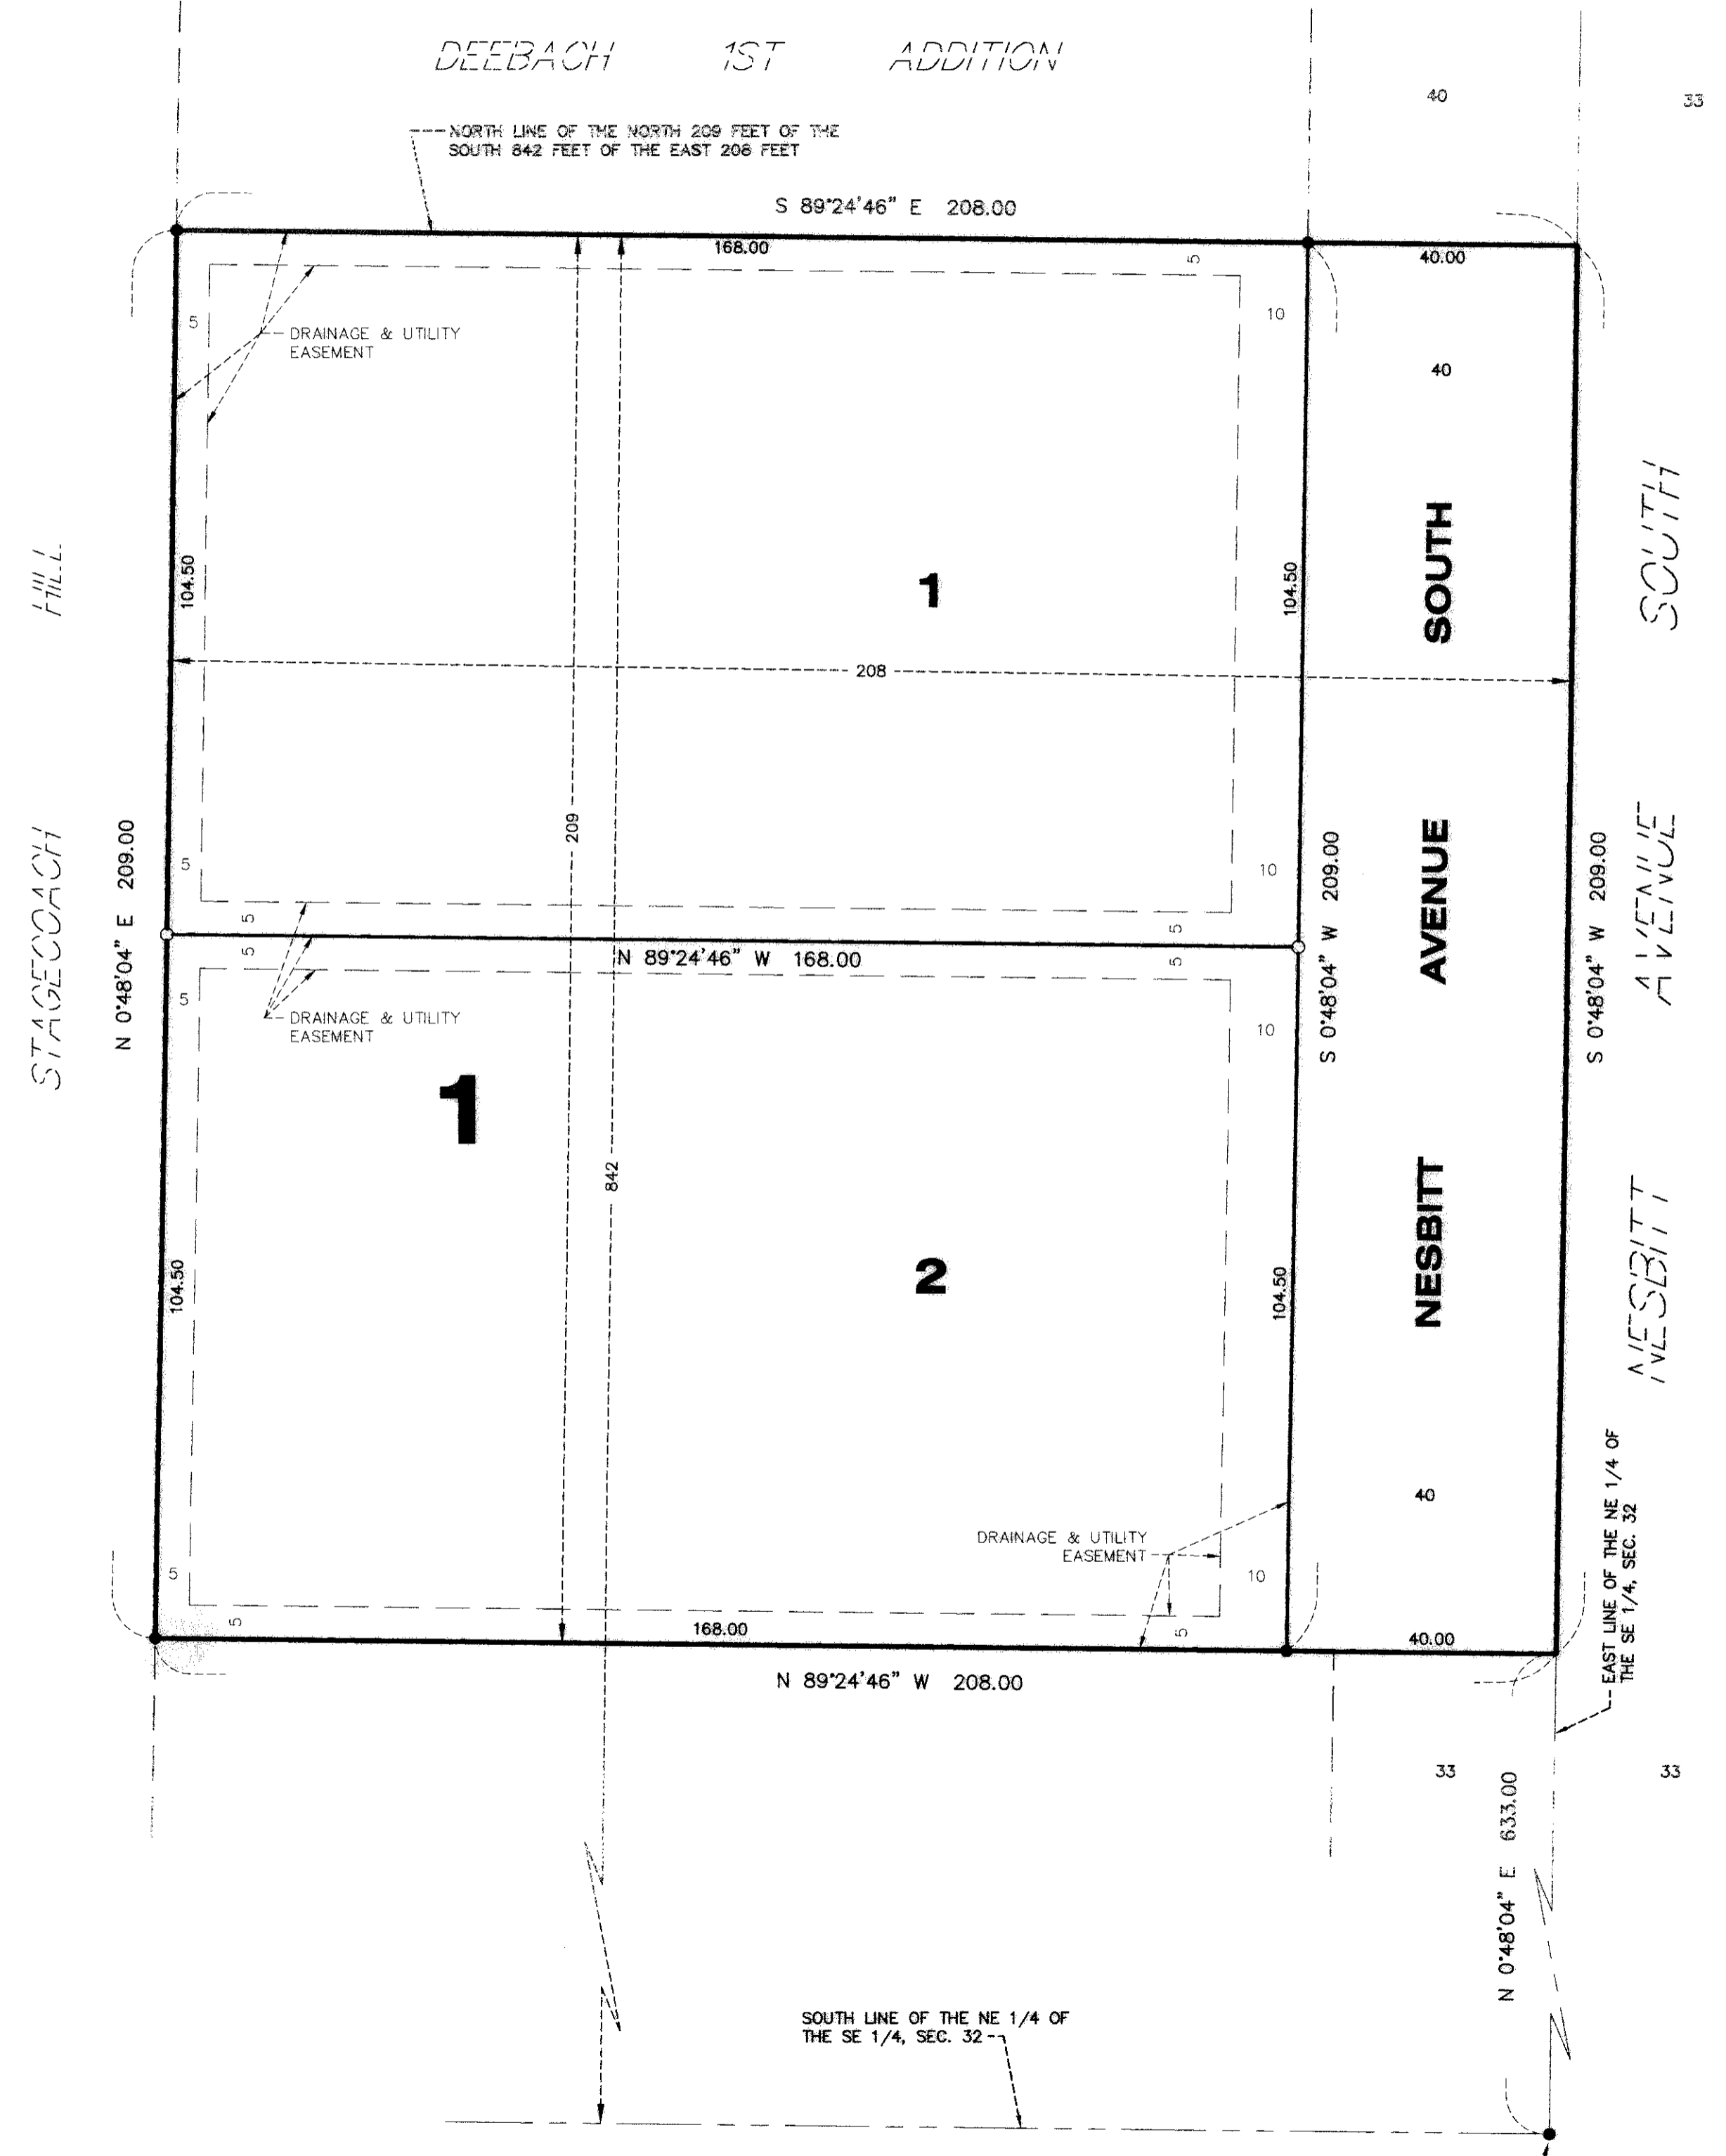 DEEBACH 1ST ADDITION
40
33
NORTH LINE OF THE NORTH 209 FEET OF THE
SOUTH 842 FEET OF THE EAST 208 FEET
S 89°24'46" E 208.00
168.00
40.00
5
5
10
DRAINAGE & UTILITY
EASEMENT
40
HILL
104.50
1
104.50
SOUTH
SOUTH
208
STAGECOACH
N 0°48'04" E 209.00
209
5
10
S 0°48'04" W 209.00
AVENUE
S 0°48'04" W 209.00
AVENUE
5
5
5
5
N 89°24'46" W 168.00
5
10
DRAINAGE & UTILITY
EASEMENT
1
842
2
104.50
104.50
NESBITT
NESBITT
40
DRAINAGE & UTILITY
EASEMENT
EAST LINE OF THE NE 1/4 OF
THE SE 1/4, SEC. 32
5
10
5
168.00
5
40.00
N 89°24'46" W 208.00
33
33
N 0°48'04" E 633.00
SOUTH LINE OF THE NE 1/4 OF
THE SE 1/4, SEC. 32